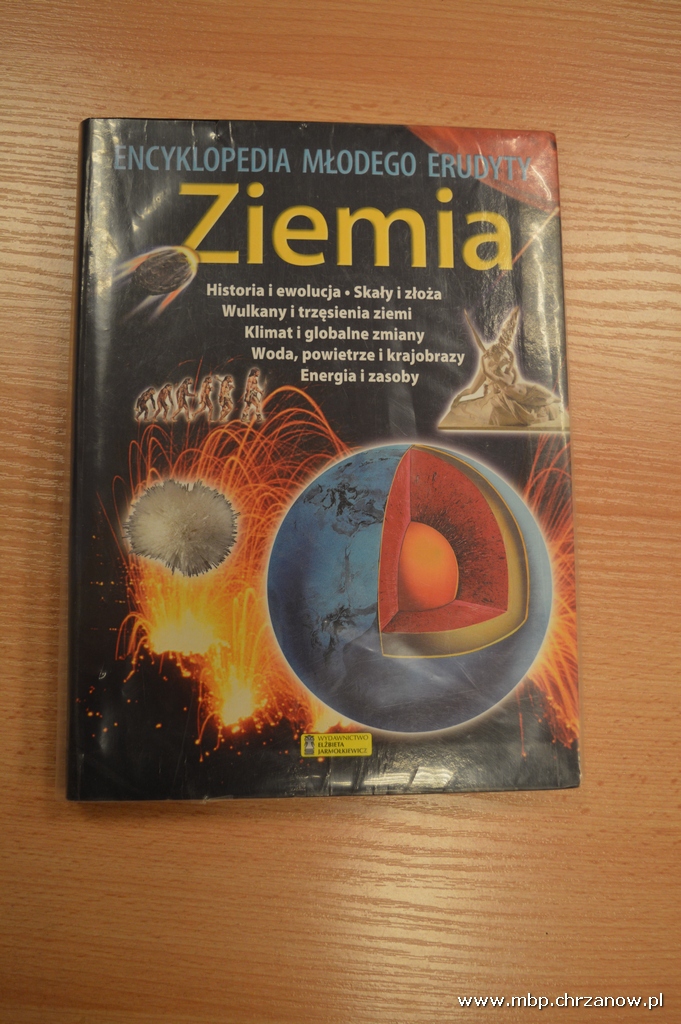 ENCYKLOPEDIA MŁODEGO ERUDYTY
Ziemia
Historia i ewolucja • Skały i złoża
Wulkany i trzęsienia ziemi
Klimat i globalne zmiany
Woda, powietrze i krajobrazy
Energia i zasoby
WYDAWNICTWO
ELŻBIETA
JARMOŁKIEWICZ
www.mbp.chrzanow.pl